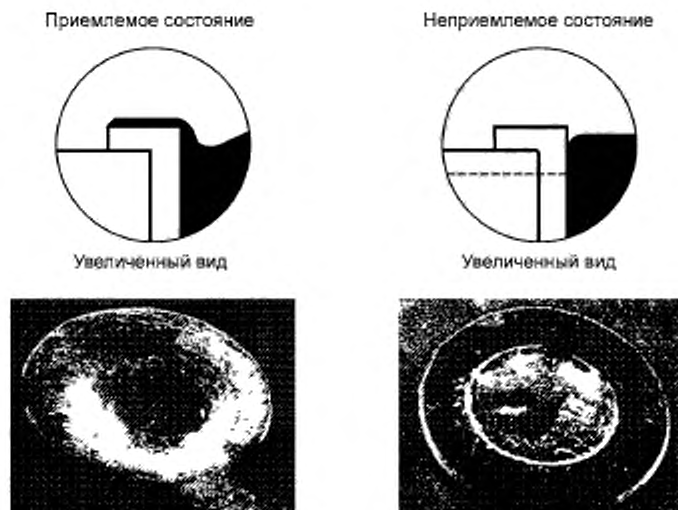 Приемлемое состояние
Неприемлемое состояние
Увеличенный вид
Увеличенный вид